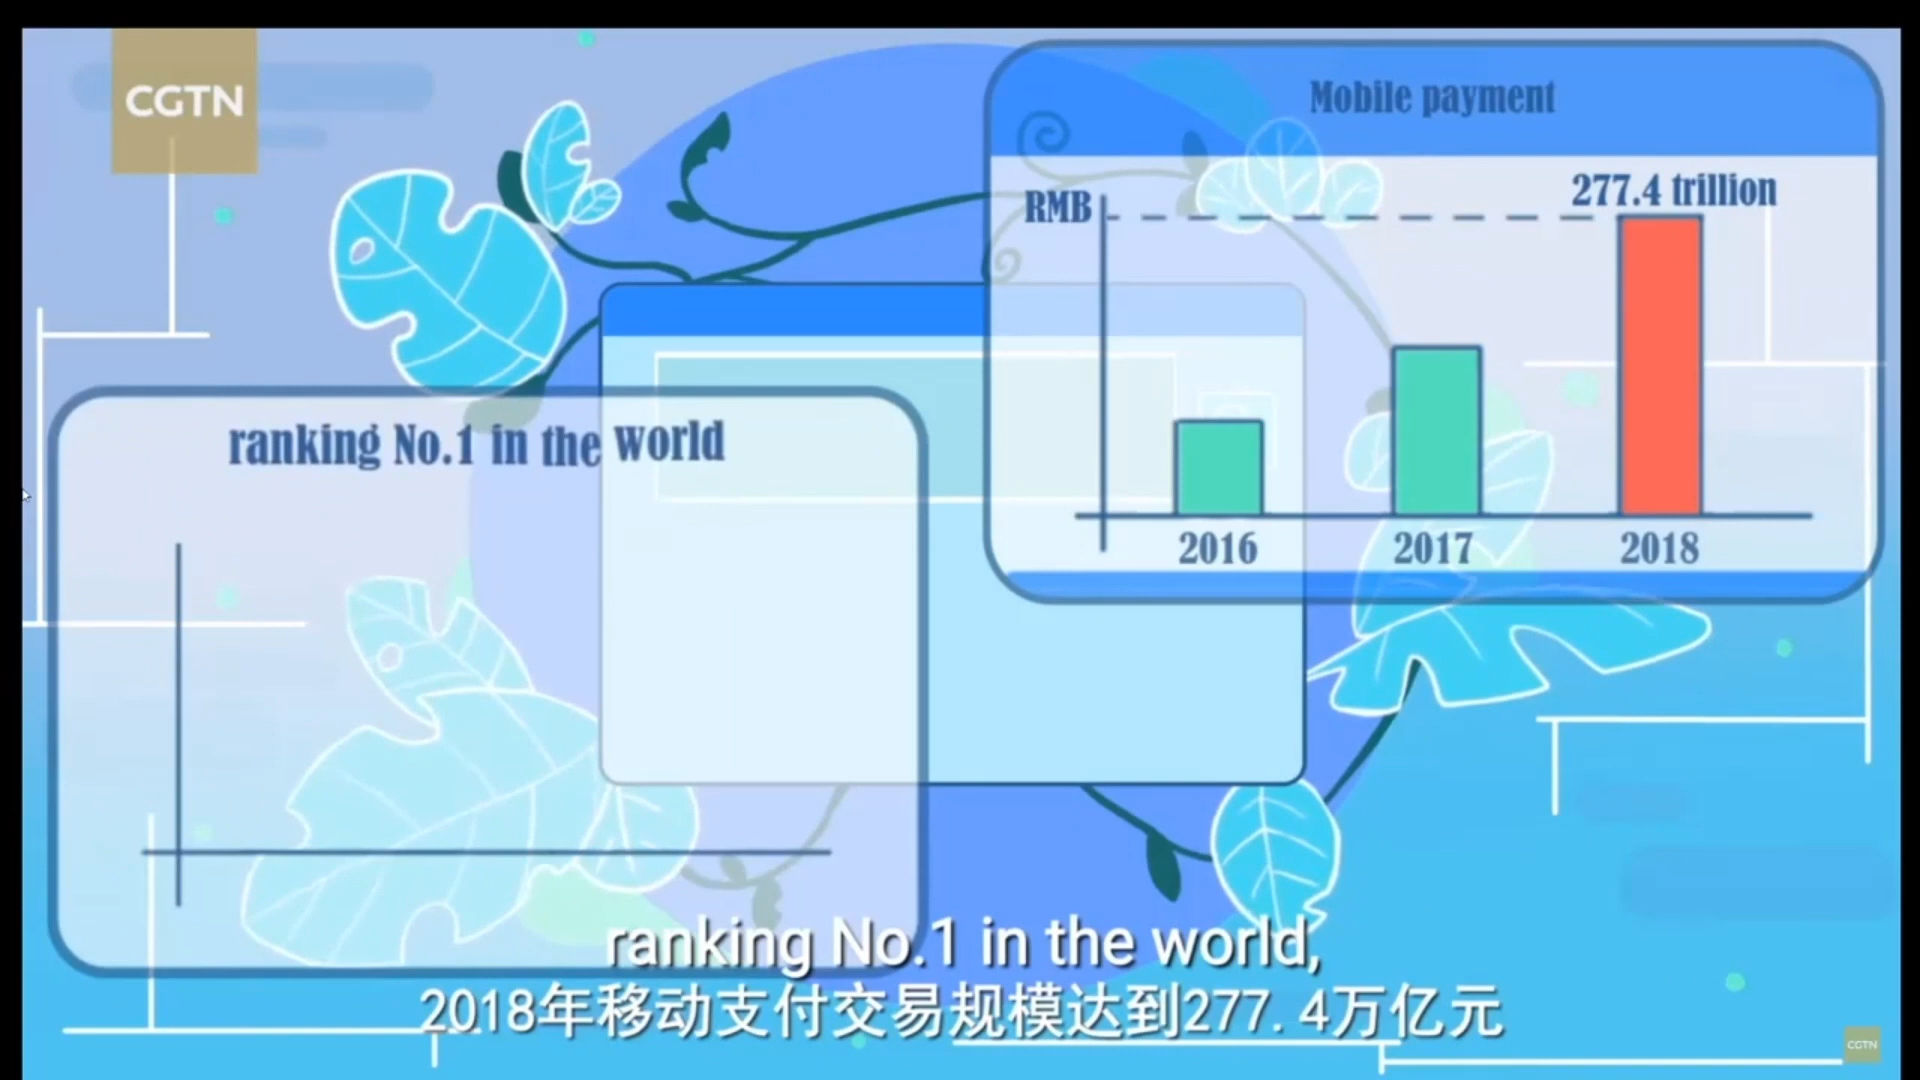 CGTN
Mobile payment
RMB
277.4 trillion
2016 2017 2018
ranking No.1 in the world
ranking No.1 in the world,
2018年移动支付交易规模达到277.4万亿元
CGTN